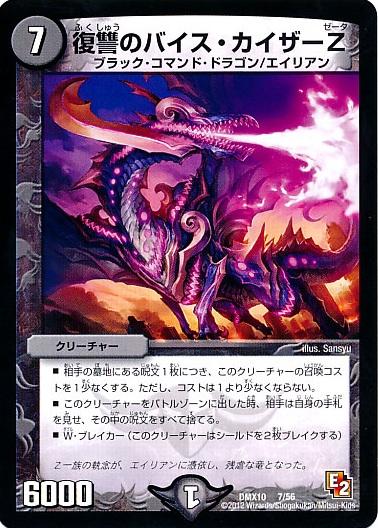 7
ふくしゅう ゼータ
復讐のバイス・カイザーＺ
ブラック・コマンド・ドラゴン/エイリアン
illus. Sansyu
クリーチャー
■ 相手の墓地にある呪文1枚につき、このクリーチャーの召喚コス
トを1少なくする。ただし、コストは1より少なくならない。
■ このクリーチャーをバトルゾーンに出した時、相手は自身の手札
を見せ、その中の呪文をすべて捨てる。
■ W・ブレイカー（このクリーチャーはシールドを2枚ブレイクする）
Z一族の執念が、エイリアンに憑依し、残虐な竜となった。
6000
1
DMX10 7/56
©2012 Wizards/Shogakukan/Mitsui-Kids
E2